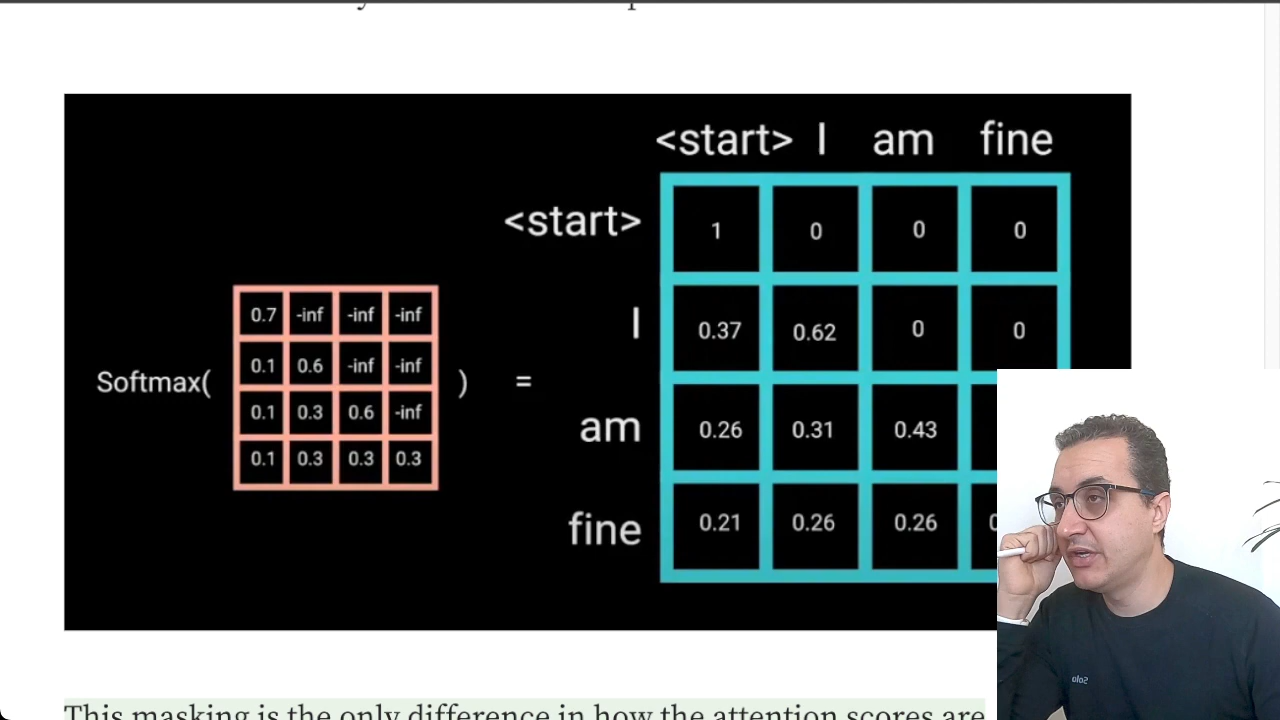 <start> I am fine
<start> 1 0 0 0
0.7 -inf -inf -inf
I 0.37 0.62 0 0
0.1 0.6 -inf -inf
Softmax( ) =
0.1 0.3 0.6 -inf
am 0.26 0.31 0.43
0.1 0.3 0.3 0.3
fine 0.21 0.26 0.26
This masking is the only difference in how the attention scores are